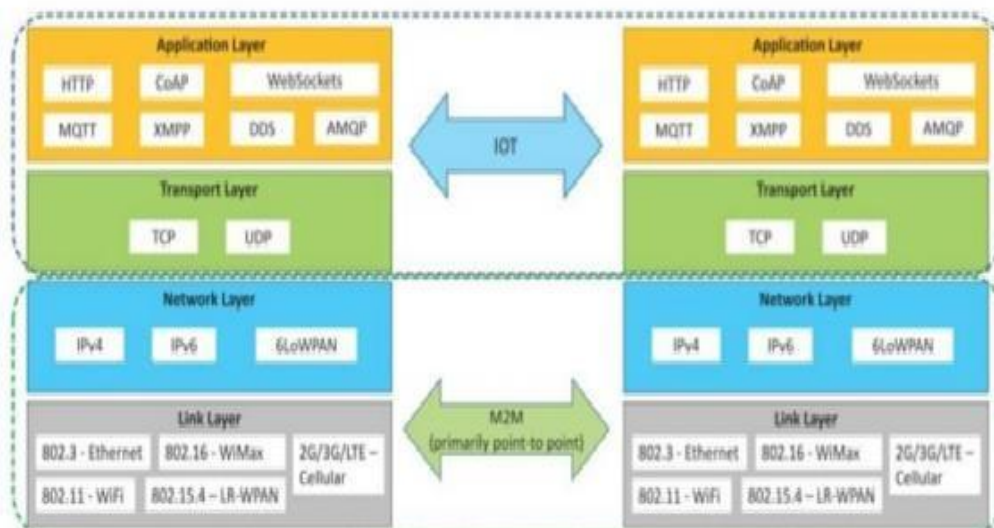 Application Layer
HTTP CoAP WebSockets
MQTT XMPP DDS AMQP
Transport Layer
TCP UDP
Network Layer
IPv4 IPv6 6LoWPAN
Link Layer
802.3 - Ethernet 802.16 - WiMax 2G/3G/LTE –
Cellular
802.11 - WiFi 802.15.4 – LR-WPAN
IOT
M2M
(primarily point-to point)
Application Layer
HTTP CoAP WebSockets
MQTT XMPP DDS AMQP
Transport Layer
TCP UDP
Network Layer
IPv4 IPv6 6LoWPAN
Link Layer
802.3 - Ethernet 802.16 - WiMax 2G/3G/LTE –
Cellular
802.11 - WiFi 802.15.4 – LR-WPAN